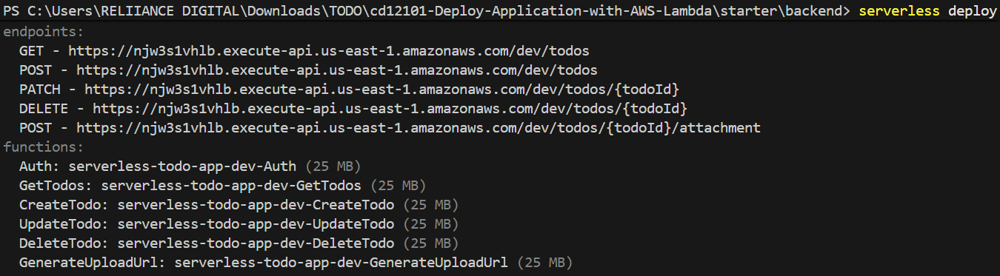 PS C:\Users\RELIIANCE DIGITAL\Downloads\TODO\cd12101-Deploy-Application-with-AWS-Lambda\starter\backend> serverless deploy
endpoints:
  GET - https://njw3s1vhlb.execute-api.us-east-1.amazonaws.com/dev/todos
  POST - https://njw3s1vhlb.execute-api.us-east-1.amazonaws.com/dev/todos
  PATCH - https://njw3s1vhlb.execute-api.us-east-1.amazonaws.com/dev/todos/{todoId}
  DELETE - https://njw3s1vhlb.execute-api.us-east-1.amazonaws.com/dev/todos/{todoId}
  POST - https://njw3s1vhlb.execute-api.us-east-1.amazonaws.com/dev/todos/{todoId}/attachment
functions:
  Auth: serverless-todo-app-dev-Auth (25 MB)
  GetTodos: serverless-todo-app-dev-GetTodos (25 MB)
  CreateTodo: serverless-todo-app-dev-CreateTodo (25 MB)
  UpdateTodo: serverless-todo-app-dev-UpdateTodo (25 MB)
  DeleteTodo: serverless-todo-app-dev-DeleteTodo (25 MB)
  GenerateUploadUrl: serverless-todo-app-dev-GenerateUploadUrl (25 MB)